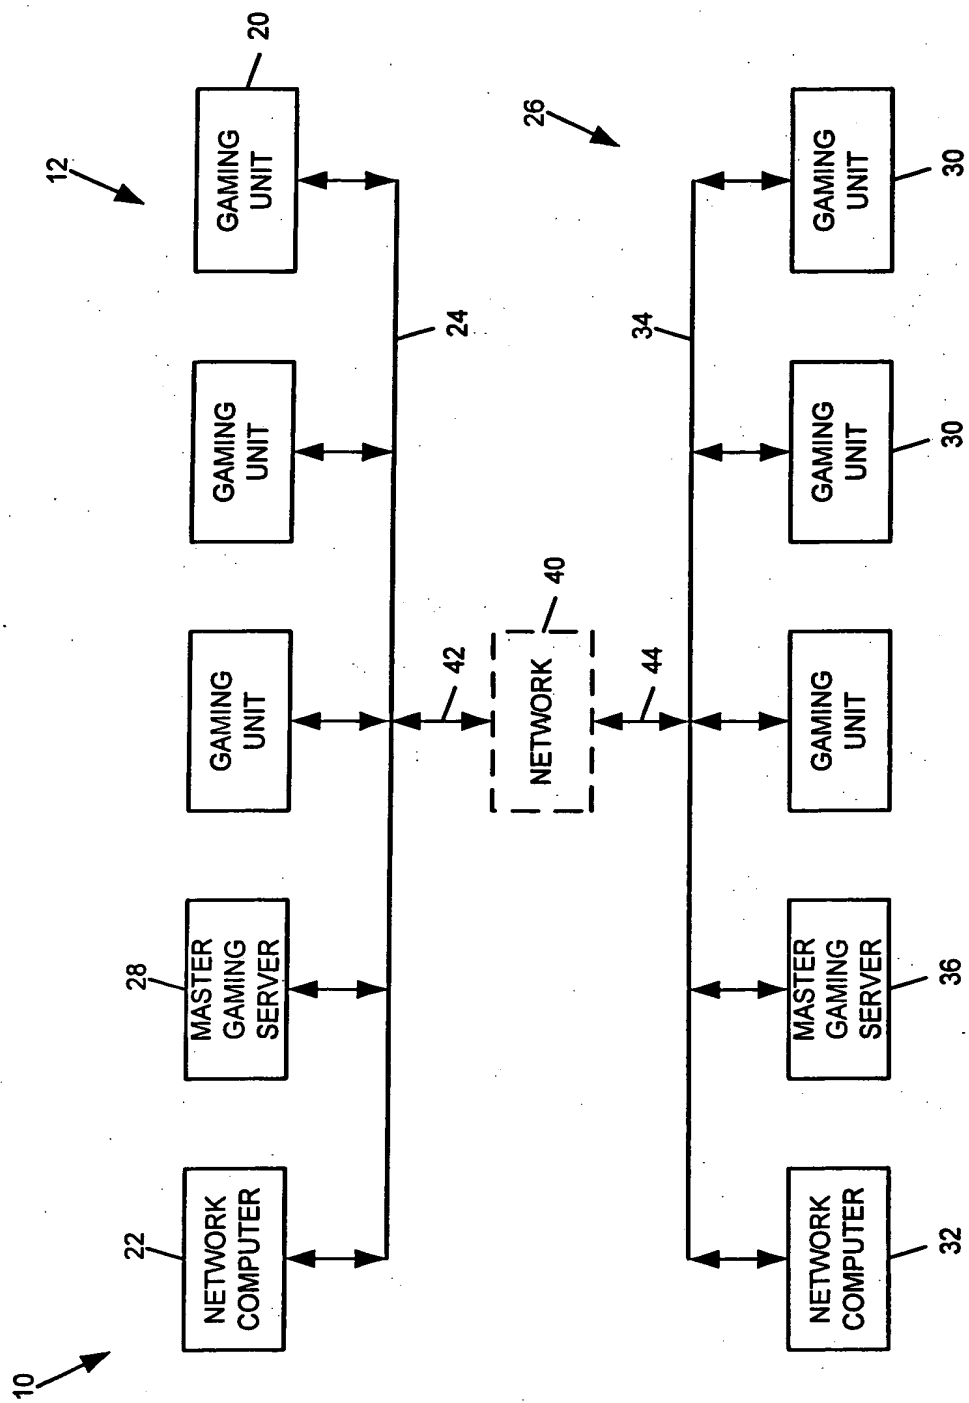 10
12
22
28
20
NETWORK
COMPUTER
MASTER
GAMING
SERVER
GAMING
UNIT
GAMING
UNIT
GAMING
UNIT
24
42
40
NETWORK
44
26
34
NETWORK
COMPUTER
MASTER
GAMING
SERVER
GAMING
UNIT
GAMING
UNIT
GAMING
UNIT
32
36
30
30